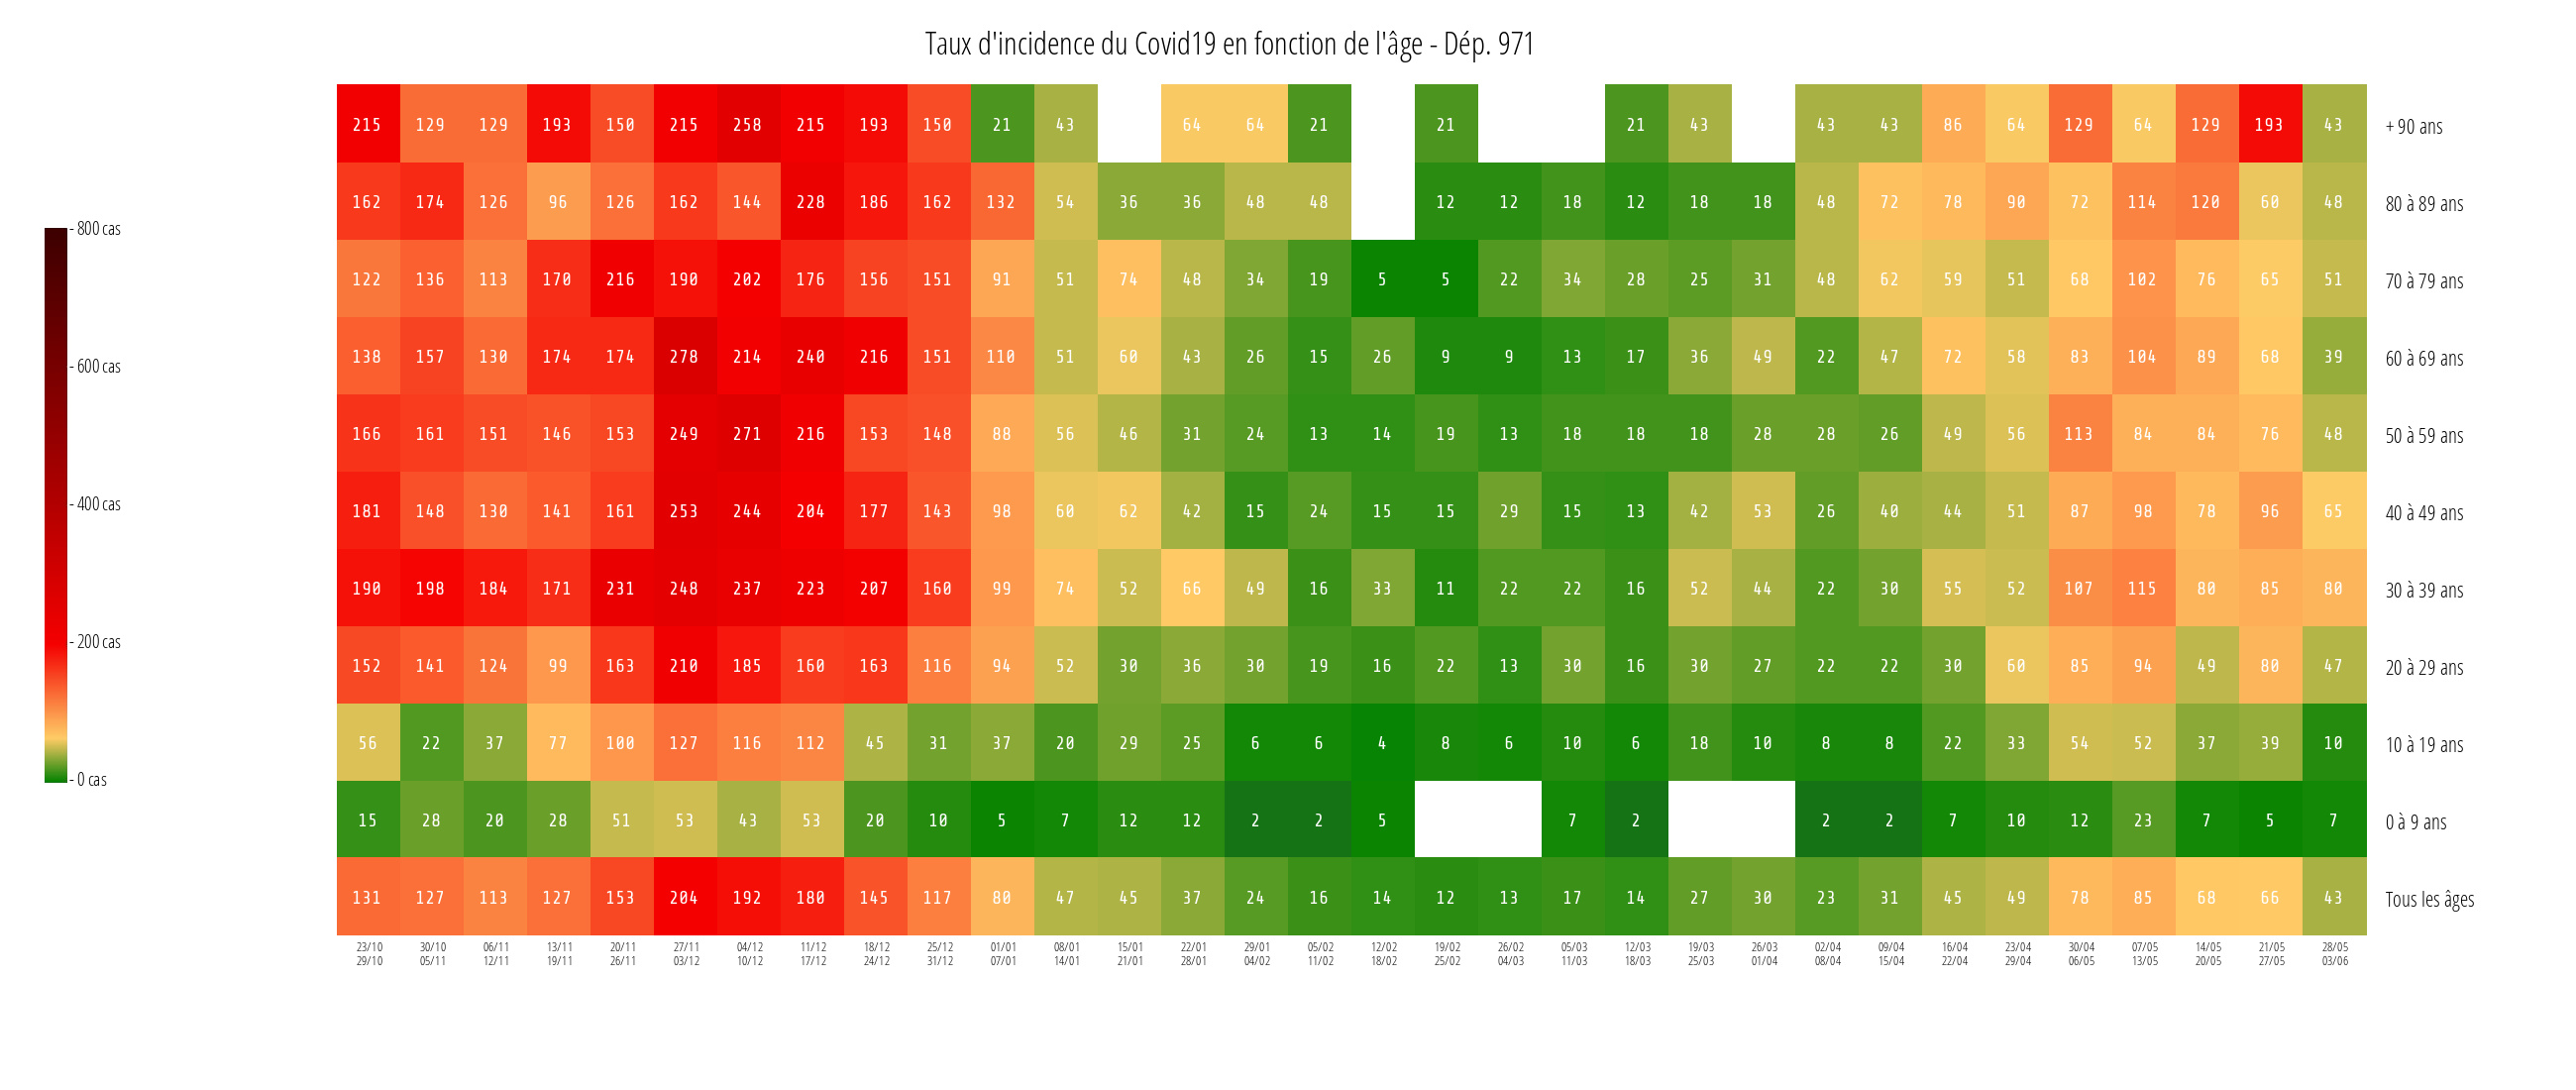 Taux d'incidence du Covid19 en fonction de l'âge - Dép. 971
- 800 cas
- 600 cas
- 400 cas
- 200 cas
- 0 cas
215 129 129 193 150 215 258 215 193 150 21 43 64 64 21 21 21 43 43 43 86 64 129 64 129 193 43 + 90 ans
162 174 126 96 126 162 144 228 186 162 132 54 36 36 48 48 12 12 18 12 18 18 48 72 78 90 72 114 120 60 48 80 à 89 ans
122 136 113 170 216 190 202 176 156 151 91 51 74 48 34 19 5 5 22 34 28 25 31 48 62 59 51 68 102 76 65 51 70 à 79 ans
138 157 130 174 174 278 214 240 216 151 110 51 60 43 26 15 26 9 9 13 17 36 49 22 47 72 58 83 104 89 68 39 60 à 69 ans
166 161 151 146 153 249 271 216 153 148 88 56 46 31 24 13 14 19 13 18 18 18 28 28 26 49 56 113 84 84 76 48 50 à 59 ans
181 148 130 141 161 253 244 204 177 143 98 60 62 42 15 24 15 15 29 15 13 42 53 26 40 44 51 87 98 78 96 65 40 à 49 ans
190 198 184 171 231 248 237 223 207 160 99 74 52 66 49 16 33 11 22 22 16 52 44 22 30 55 52 107 115 80 85 80 30 à 39 ans
152 141 124 99 163 210 185 160 163 116 94 52 30 36 30 19 16 22 13 30 16 30 27 22 22 30 60 85 94 49 80 47 20 à 29 ans
56 22 37 77 100 127 116 112 45 31 37 20 29 25 6 6 4 8 6 10 6 18 10 8 8 22 33 54 52 37 39 10 10 à 19 ans
15 28 20 28 51 53 43 53 20 10 5 7 12 12 2 2 5 7 2 2 2 7 10 12 23 7 5 7 0 à 9 ans
131 127 113 127 153 204 192 180 145 117 80 47 45 37 24 16 14 12 13 17 14 27 30 23 31 45 49 78 85 68 66 43 Tous les âges
23/10 30/10 06/11 13/11 20/11 27/11 04/12 11/12 18/12 25/12 01/01 08/01 15/01 22/01 29/01 05/02 12/02 19/02 26/02 05/03 12/03 19/03 26/03 02/04 09/04 16/04 23/04 30/04 07/05 14/05 21/05 28/05
29/10 05/11 12/11 19/11 26/11 03/12 10/12 17/12 24/12 31/12 07/01 14/01 21/01 28/01 04/02 11/02 18/02 25/02 04/03 11/03 18/03 25/03 01/04 08/04 15/04 22/04 29/04 06/05 13/05 20/05 27/05 03/06